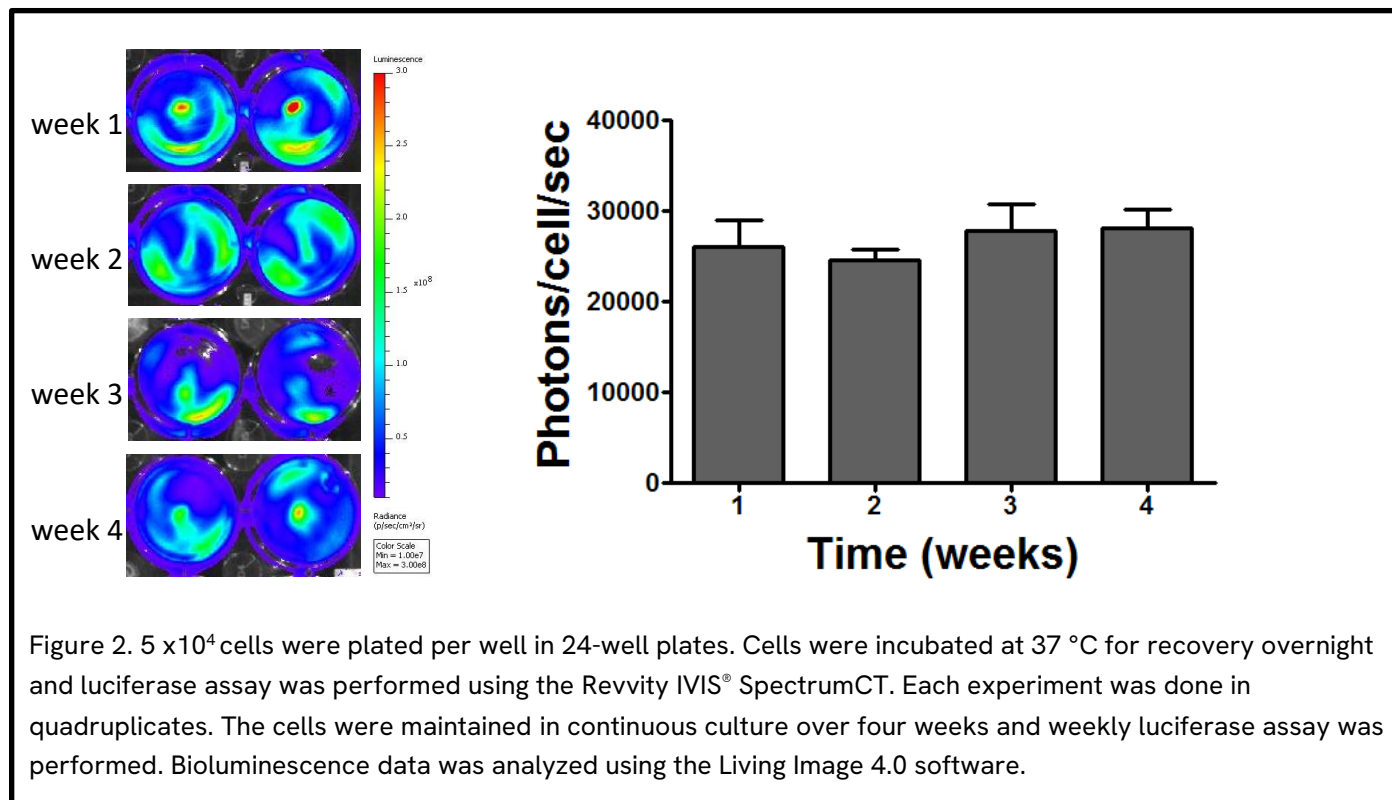 week 1
week 2
week 3
week 4
Luminescence
3.0
2.5
2.0
1.5
x10⁸
1.0
0.5
Radiance
(p/sec/cm²/sr)
Color Scale
Min = 1.00e7
Max = 3.00e8
Photons/cell/sec
40000
30000
20000
10000
0
1 2 3 4
Time (weeks)
Figure 2. 5 x10⁴ cells were plated per well in 24-well plates. Cells were incubated at 37 °C for recovery overnight
and luciferase assay was performed using the Revvity IVIS® SpectrumCT. Each experiment was done in
quadruplicates. The cells were maintained in continuous culture over four weeks and weekly luciferase assay was
performed. Bioluminescence data was analyzed using the Living Image 4.0 software.